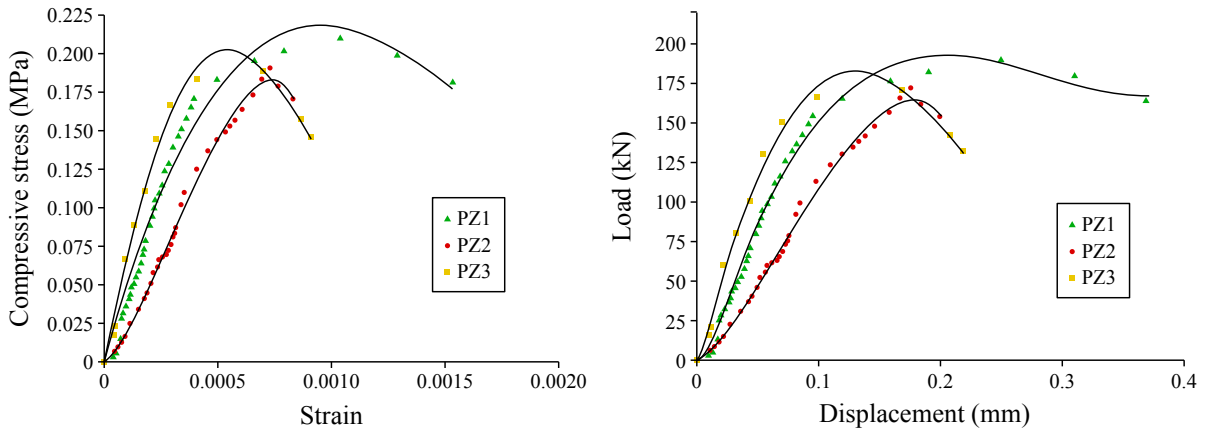 0.225
0.200
0.175
0.150
0.125
0.100
0.075
0.050
0.025
0
Compressive stress (MPa)
0 0.0005 0.0010 0.0015 0.0020
Strain
PZ1
PZ2
PZ3
200
175
150
125
100
75
50
25
0
Load (kN)
0 0.1 0.2 0.3 0.4
Displacement (mm)
PZ1
PZ2
PZ3